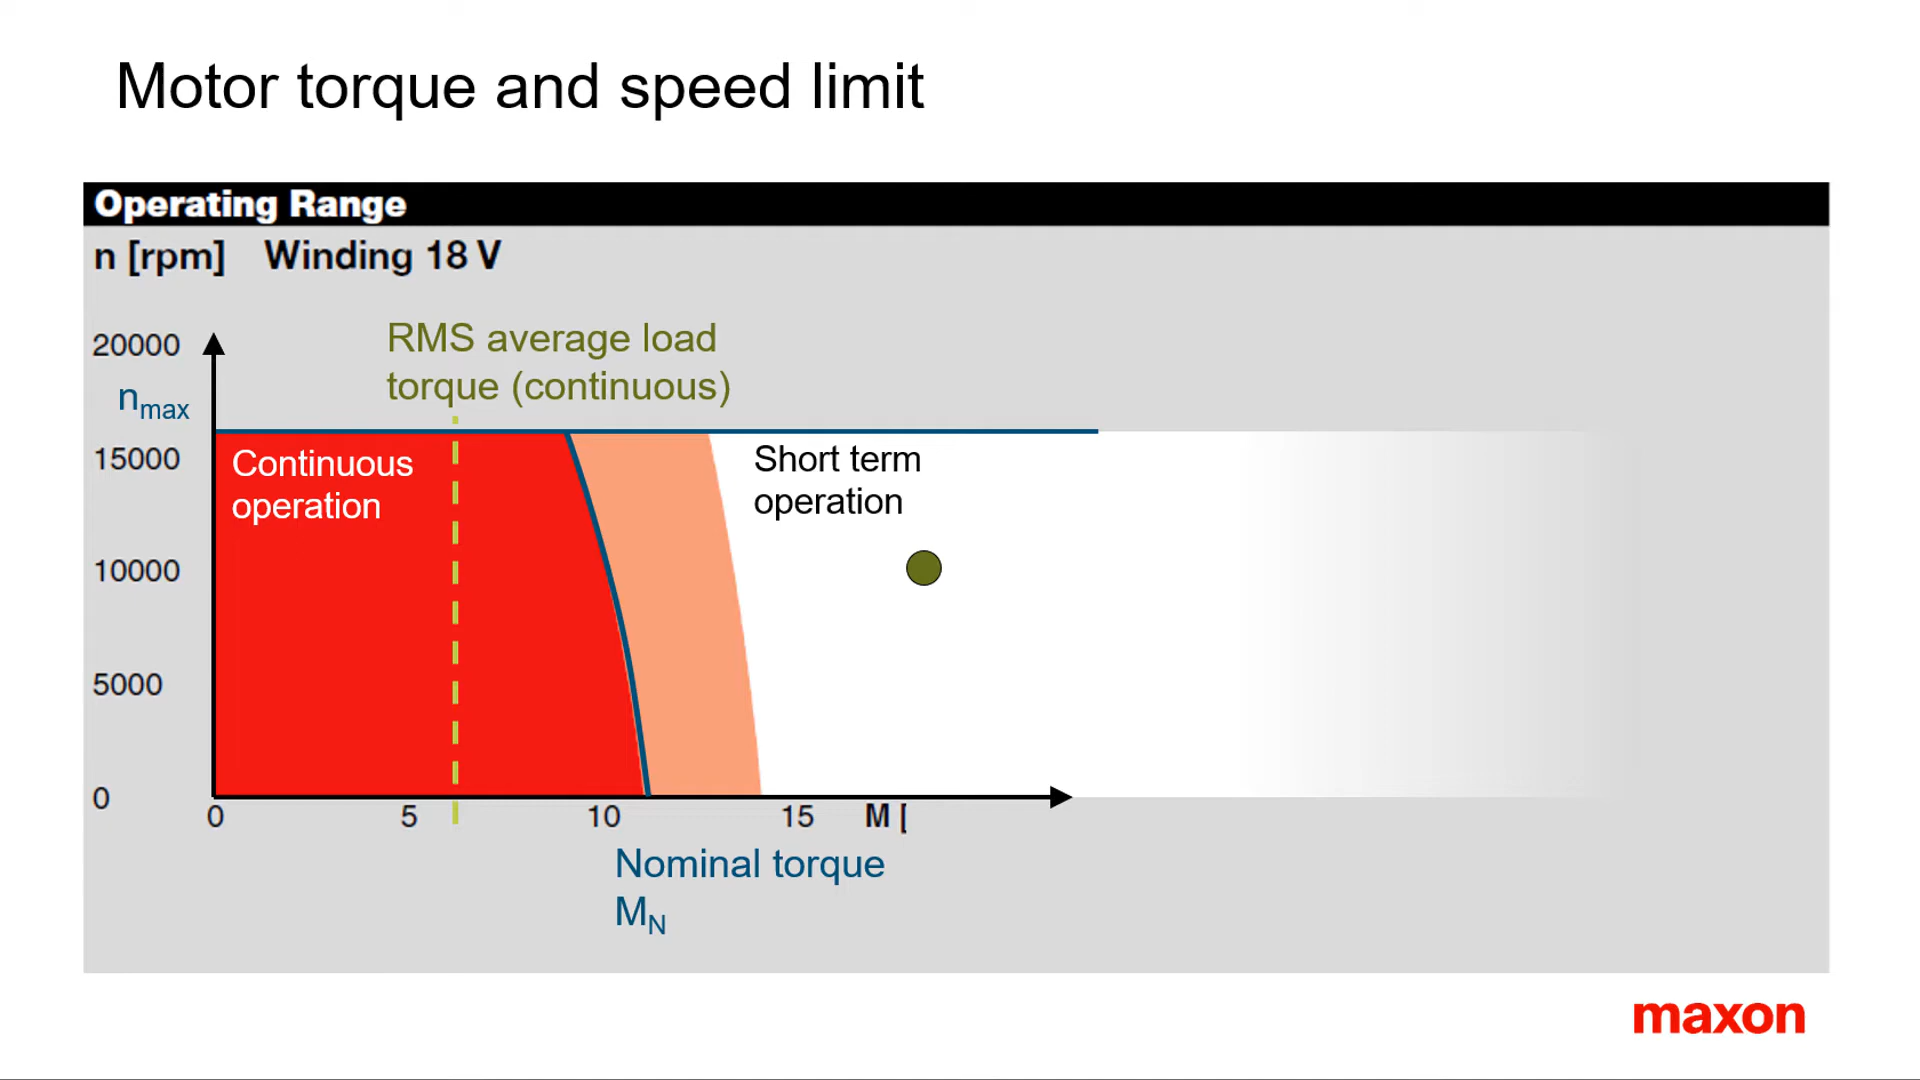 Motor torque and speed limit
Operating Range
n [rpm] Winding 18 V
RMS average load
torque (continuous)
20000
nmax
15000
10000
5000
0
Continuous
operation
Short term
operation
0 5 10 15 M [
Nominal torque
MN
maxon